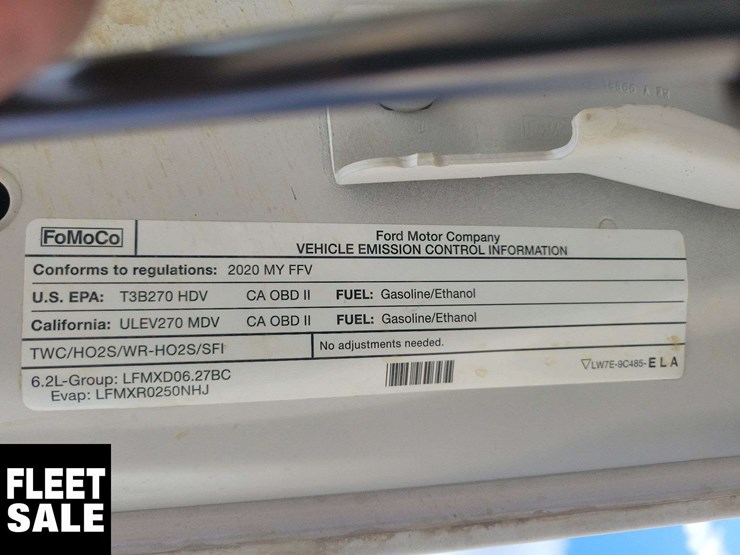 FoMoCo
Ford Motor Company
VEHICLE EMISSION CONTROL INFORMATION
Conforms to regulations: 2020 MY FFV
U.S. EPA: T3B270 HDV CA OBD II FUEL: Gasoline/Ethanol
California: ULEV270 MDV CA OBD II FUEL: Gasoline/Ethanol
TWC/HO2S/WR-HO2S/SFI
No adjustments needed.
6.2L-Group: LFMXD06.27BC
Evap: LFMXR0250NHJ
LW7E-9C485-ELA
FLEET
SALE